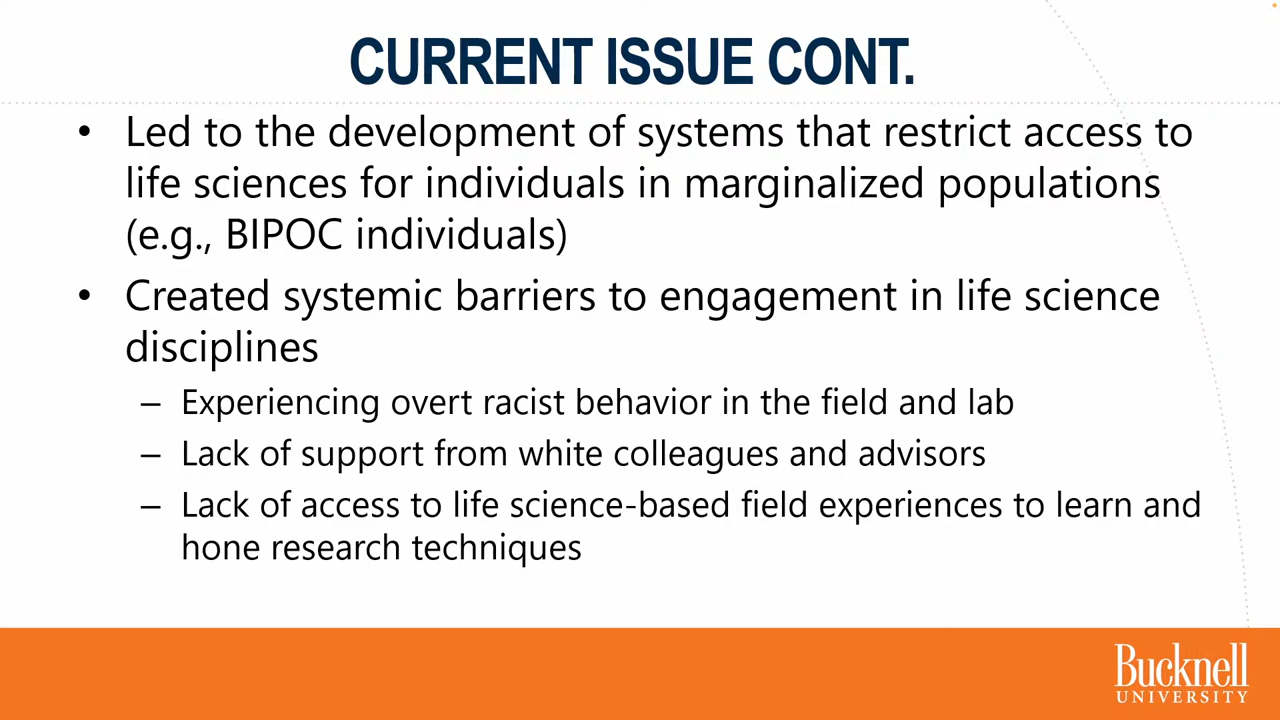 CURRENT ISSUE CONT.
• Led to the development of systems that restrict access to
life sciences for individuals in marginalized populations
(e.g., BIPOC individuals)
• Created systemic barriers to engagement in life science
disciplines
– Experiencing overt racist behavior in the field and lab
– Lack of support from white colleagues and advisors
– Lack of access to life science-based field experiences to learn and
hone research techniques
Bucknell
UNIVERSITY